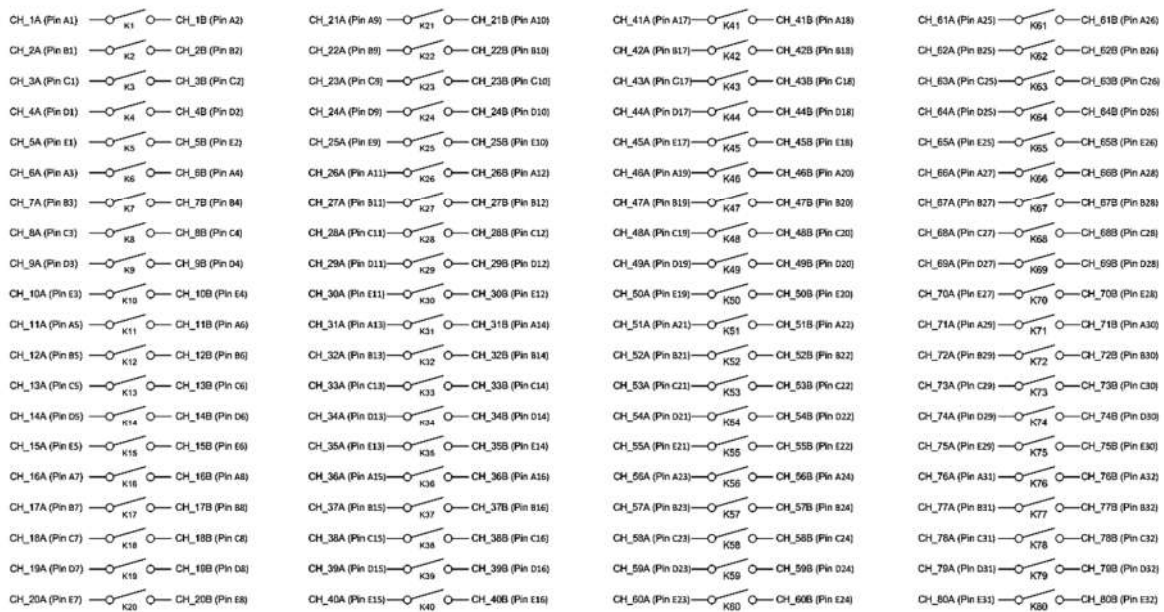 CH_1A (Pin A1) K1 CH_1B (Pin A2) CH_21A (Pin A9) K21 CH_21B (Pin A10) CH_41A (Pin A17) K41 CH_41B (Pin A18) CH_61A (Pin A25) K61 CH_61B (Pin A26)
CH_2A (Pin B1) K2 CH_2B (Pin B2) CH_22A (Pin B9) K22 CH_22B (Pin B10) CH_42A (Pin B17) K42 CH_42B (Pin B18) CH_62A (Pin B25) K62 CH_62B (Pin B26)
CH_3A (Pin C1) K3 CH_3B (Pin C2) CH_23A (Pin C9) K23 CH_23B (Pin C10) CH_43A (Pin C17) K43 CH_43B (Pin C18) CH_63A (Pin C25) K63 CH_63B (Pin C26)
CH_4A (Pin D1) K4 CH_4B (Pin D2) CH_24A (Pin D9) K24 CH_24B (Pin D10) CH_44A (Pin D17) K44 CH_44B (Pin D18) CH_64A (Pin D25) K64 CH_64B (Pin D26)
CH_5A (Pin E1) K5 CH_5B (Pin E2) CH_25A (Pin E9) K25 CH_25B (Pin E10) CH_45A (Pin E17) K45 CH_45B (Pin E18) CH_65A (Pin E25) K65 CH_65B (Pin E26)
CH_6A (Pin A3) K6 CH_6B (Pin A4) CH_26A (Pin A11) K26 CH_26B (Pin A12) CH_46A (Pin A19) K46 CH_46B (Pin A20) CH_66A (Pin A27) K66 CH_66B (Pin A28)
CH_7A (Pin B3) K7 CH_7B (Pin B4) CH_27A (Pin B11) K27 CH_27B (Pin B12) CH_47A (Pin B19) K47 CH_47B (Pin B20) CH_67A (Pin B27) K67 CH_67B (Pin B28)
CH_8A (Pin C3) K8 CH_8B (Pin C4) CH_28A (Pin C11) K28 CH_28B (Pin C12) CH_48A (Pin C19) K48 CH_48B (Pin C20) CH_68A (Pin C27) K68 CH_68B (Pin C28)
CH_9A (Pin D3) K9 CH_9B (Pin D4) CH_29A (Pin D11) K29 CH_29B (Pin D12) CH_49A (Pin D19) K49 CH_49B (Pin D20) CH_69A (Pin D27) K69 CH_69B (Pin D28)
CH_10A (Pin E3) K10 CH_10B (Pin E4) CH_30A (Pin E11) K30 CH_30B (Pin E12) CH_50A (Pin E19) K50 CH_50B (Pin E20) CH_70A (Pin E27) K70 CH_70B (Pin E28)
CH_11A (Pin A5) K11 CH_11B (Pin A6) CH_31A (Pin A13) K31 CH_31B (Pin A14) CH_51A (Pin A21) K51 CH_51B (Pin A22) CH_71A (Pin A29) K71 CH_71B (Pin A30)
CH_12A (Pin B5) K12 CH_12B (Pin B6) CH_32A (Pin B13) K32 CH_32B (Pin B14) CH_52A (Pin B21) K52 CH_52B (Pin B22) CH_72A (Pin B29) K72 CH_72B (Pin B30)
CH_13A (Pin C5) K13 CH_13B (Pin C6) CH_33A (Pin C13) K33 CH_33B (Pin C14) CH_53A (Pin C21) K53 CH_53B (Pin C22) CH_73A (Pin C29) K73 CH_73B (Pin C30)
CH_14A (Pin D5) K14 CH_14B (Pin D6) CH_34A (Pin D13) K34 CH_34B (Pin D14) CH_54A (Pin D21) K54 CH_54B (Pin D22) CH_74A (Pin D29) K74 CH_74B (Pin D30)
CH_15A (Pin E5) K15 CH_15B (Pin E6) CH_35A (Pin E13) K35 CH_35B (Pin E14) CH_55A (Pin E21) K55 CH_55B (Pin E22) CH_75A (Pin E29) K75 CH_75B (Pin E30)
CH_16A (Pin A7) K16 CH_16B (Pin A8) CH_36A (Pin A15) K36 CH_36B (Pin A16) CH_56A (Pin A23) K56 CH_56B (Pin A24) CH_76A (Pin A31) K76 CH_76B (Pin A32)
CH_17A (Pin B7) K17 CH_17B (Pin B8) CH_37A (Pin B15) K37 CH_37B (Pin B16) CH_57A (Pin B23) K57 CH_57B (Pin B24) CH_77A (Pin B31) K77 CH_77B (Pin B32)
CH_18A (Pin C7) K18 CH_18B (Pin C8) CH_38A (Pin C15) K38 CH_38B (Pin C16) CH_58A (Pin C23) K58 CH_58B (Pin C24) CH_78A (Pin C31) K78 CH_78B (Pin C32)
CH_19A (Pin D7) K19 CH_19B (Pin D8) CH_39A (Pin D15) K39 CH_39B (Pin D16) CH_59A (Pin D23) K59 CH_59B (Pin D24) CH_79A (Pin D31) K79 CH_79B (Pin D32)
CH_20A (Pin E7) K20 CH_20B (Pin E8) CH_40A (Pin E15) K40 CH_40B (Pin E16) CH_60A (Pin E23) K60 CH_60B (Pin E24) CH_80A (Pin E31) K80 CH_80B (Pin E32)